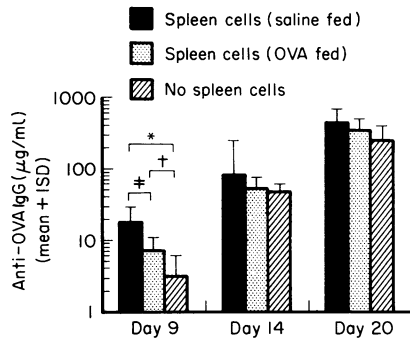 Spleen cells (saline fed)
Spleen cells (OVA fed)
No spleen cells
Anti-OVA IgG (μg/ml)
(mean + ISD)
1000
100
10
1
*
†
‡
Day 9
Day 14
Day 20